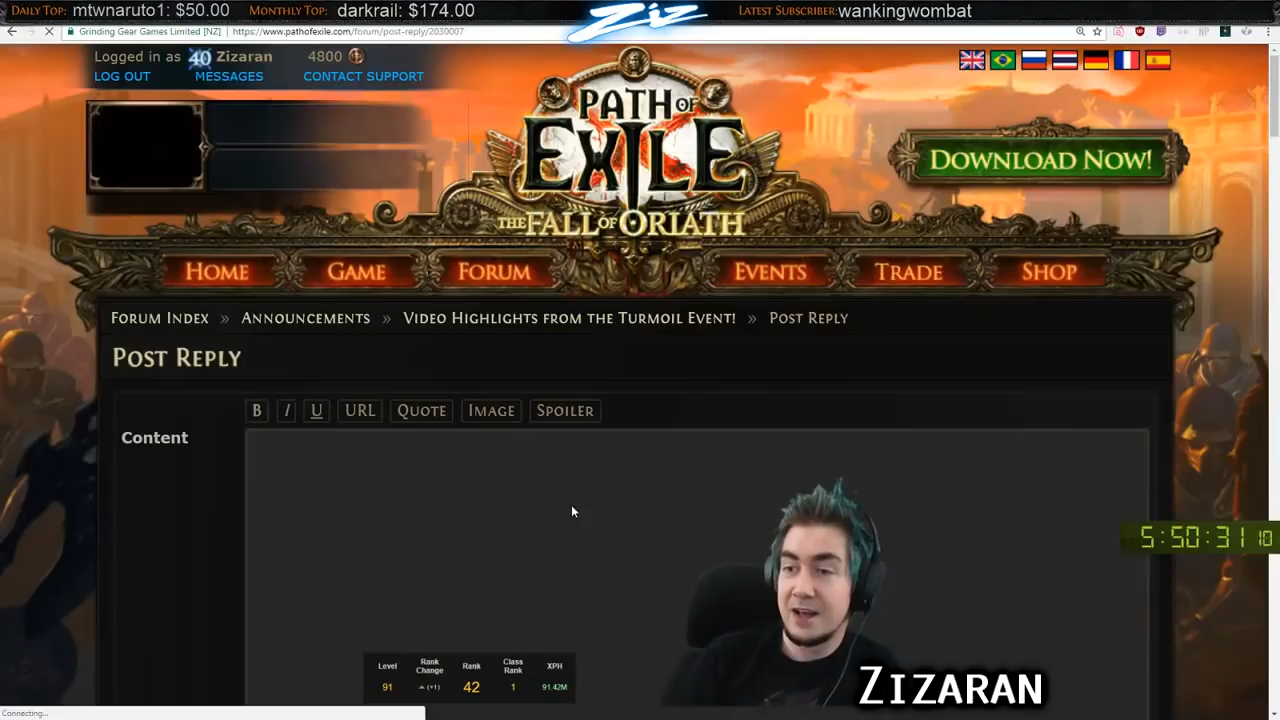 DAILY TOP: mtwnaruto1: $50.00 MONTHLY TOP: darkrail: $174.00 Ziz LATEST SUBSCRIBER: wankingwombat
Grinding Gear Games Limited [NZ] | https://www.pathofexile.com/forum/post-reply/2030007
Logged in as 40 Zizaran 4800
LOG OUT MESSAGES CONTACT SUPPORT
PATH OF
EXILE
THE FALL OF ORIATH
DOWNLOAD NOW!
HOME GAME FORUM EVENTS TRADE SHOP
FORUM INDEX » ANNOUNCEMENTS » VIDEO HIGHLIGHTS FROM THE TURMOIL EVENT! » POST REPLY
POST REPLY
B I U URL QUOTE IMAGE SPOILER
Content
5:50:31 10
Level Rank Change Rank Class Rank XPH
91 (+1) 42 1 91.42M
ZIZARAN
Connecting...